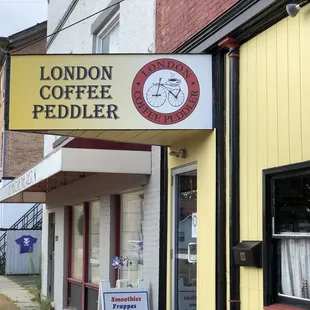 LONDON
COFFEE
PEDDLER
LONDON
COFFEE PEDDLER
Smoothies
Frappes